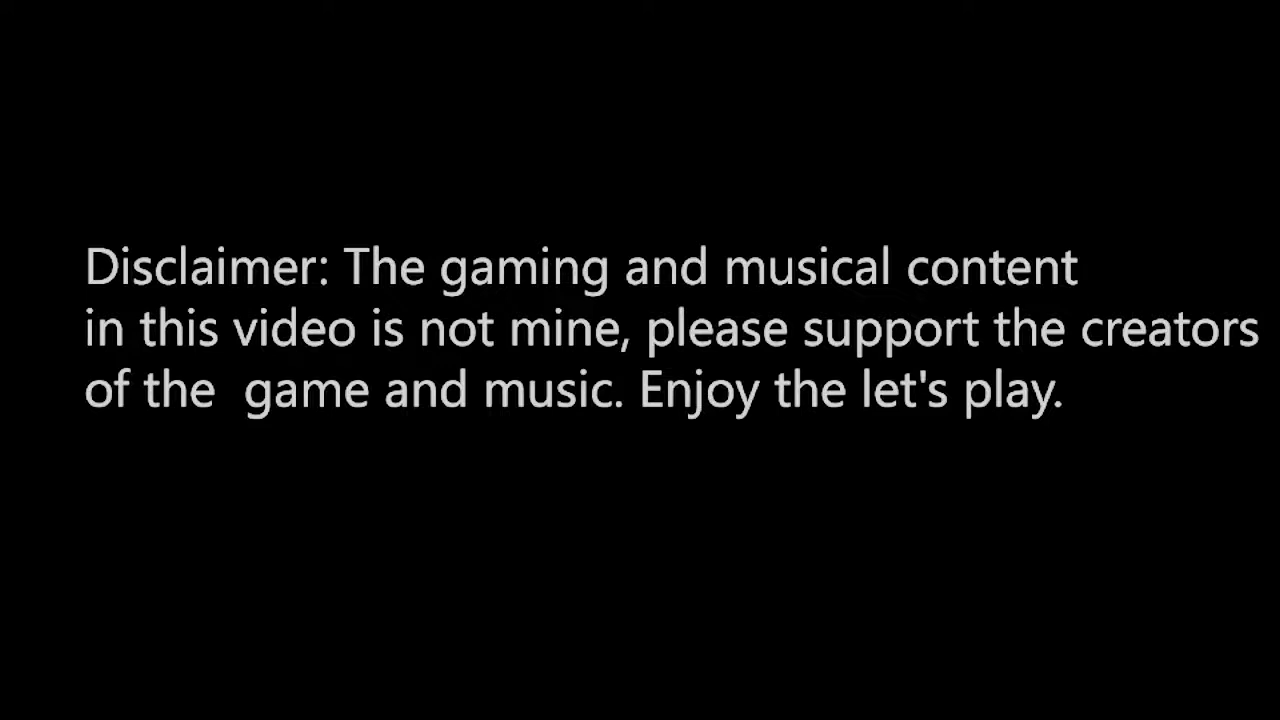 Disclaimer: The gaming and musical content
in this video is not mine, please support the creators
of the  game and music. Enjoy the let's play.